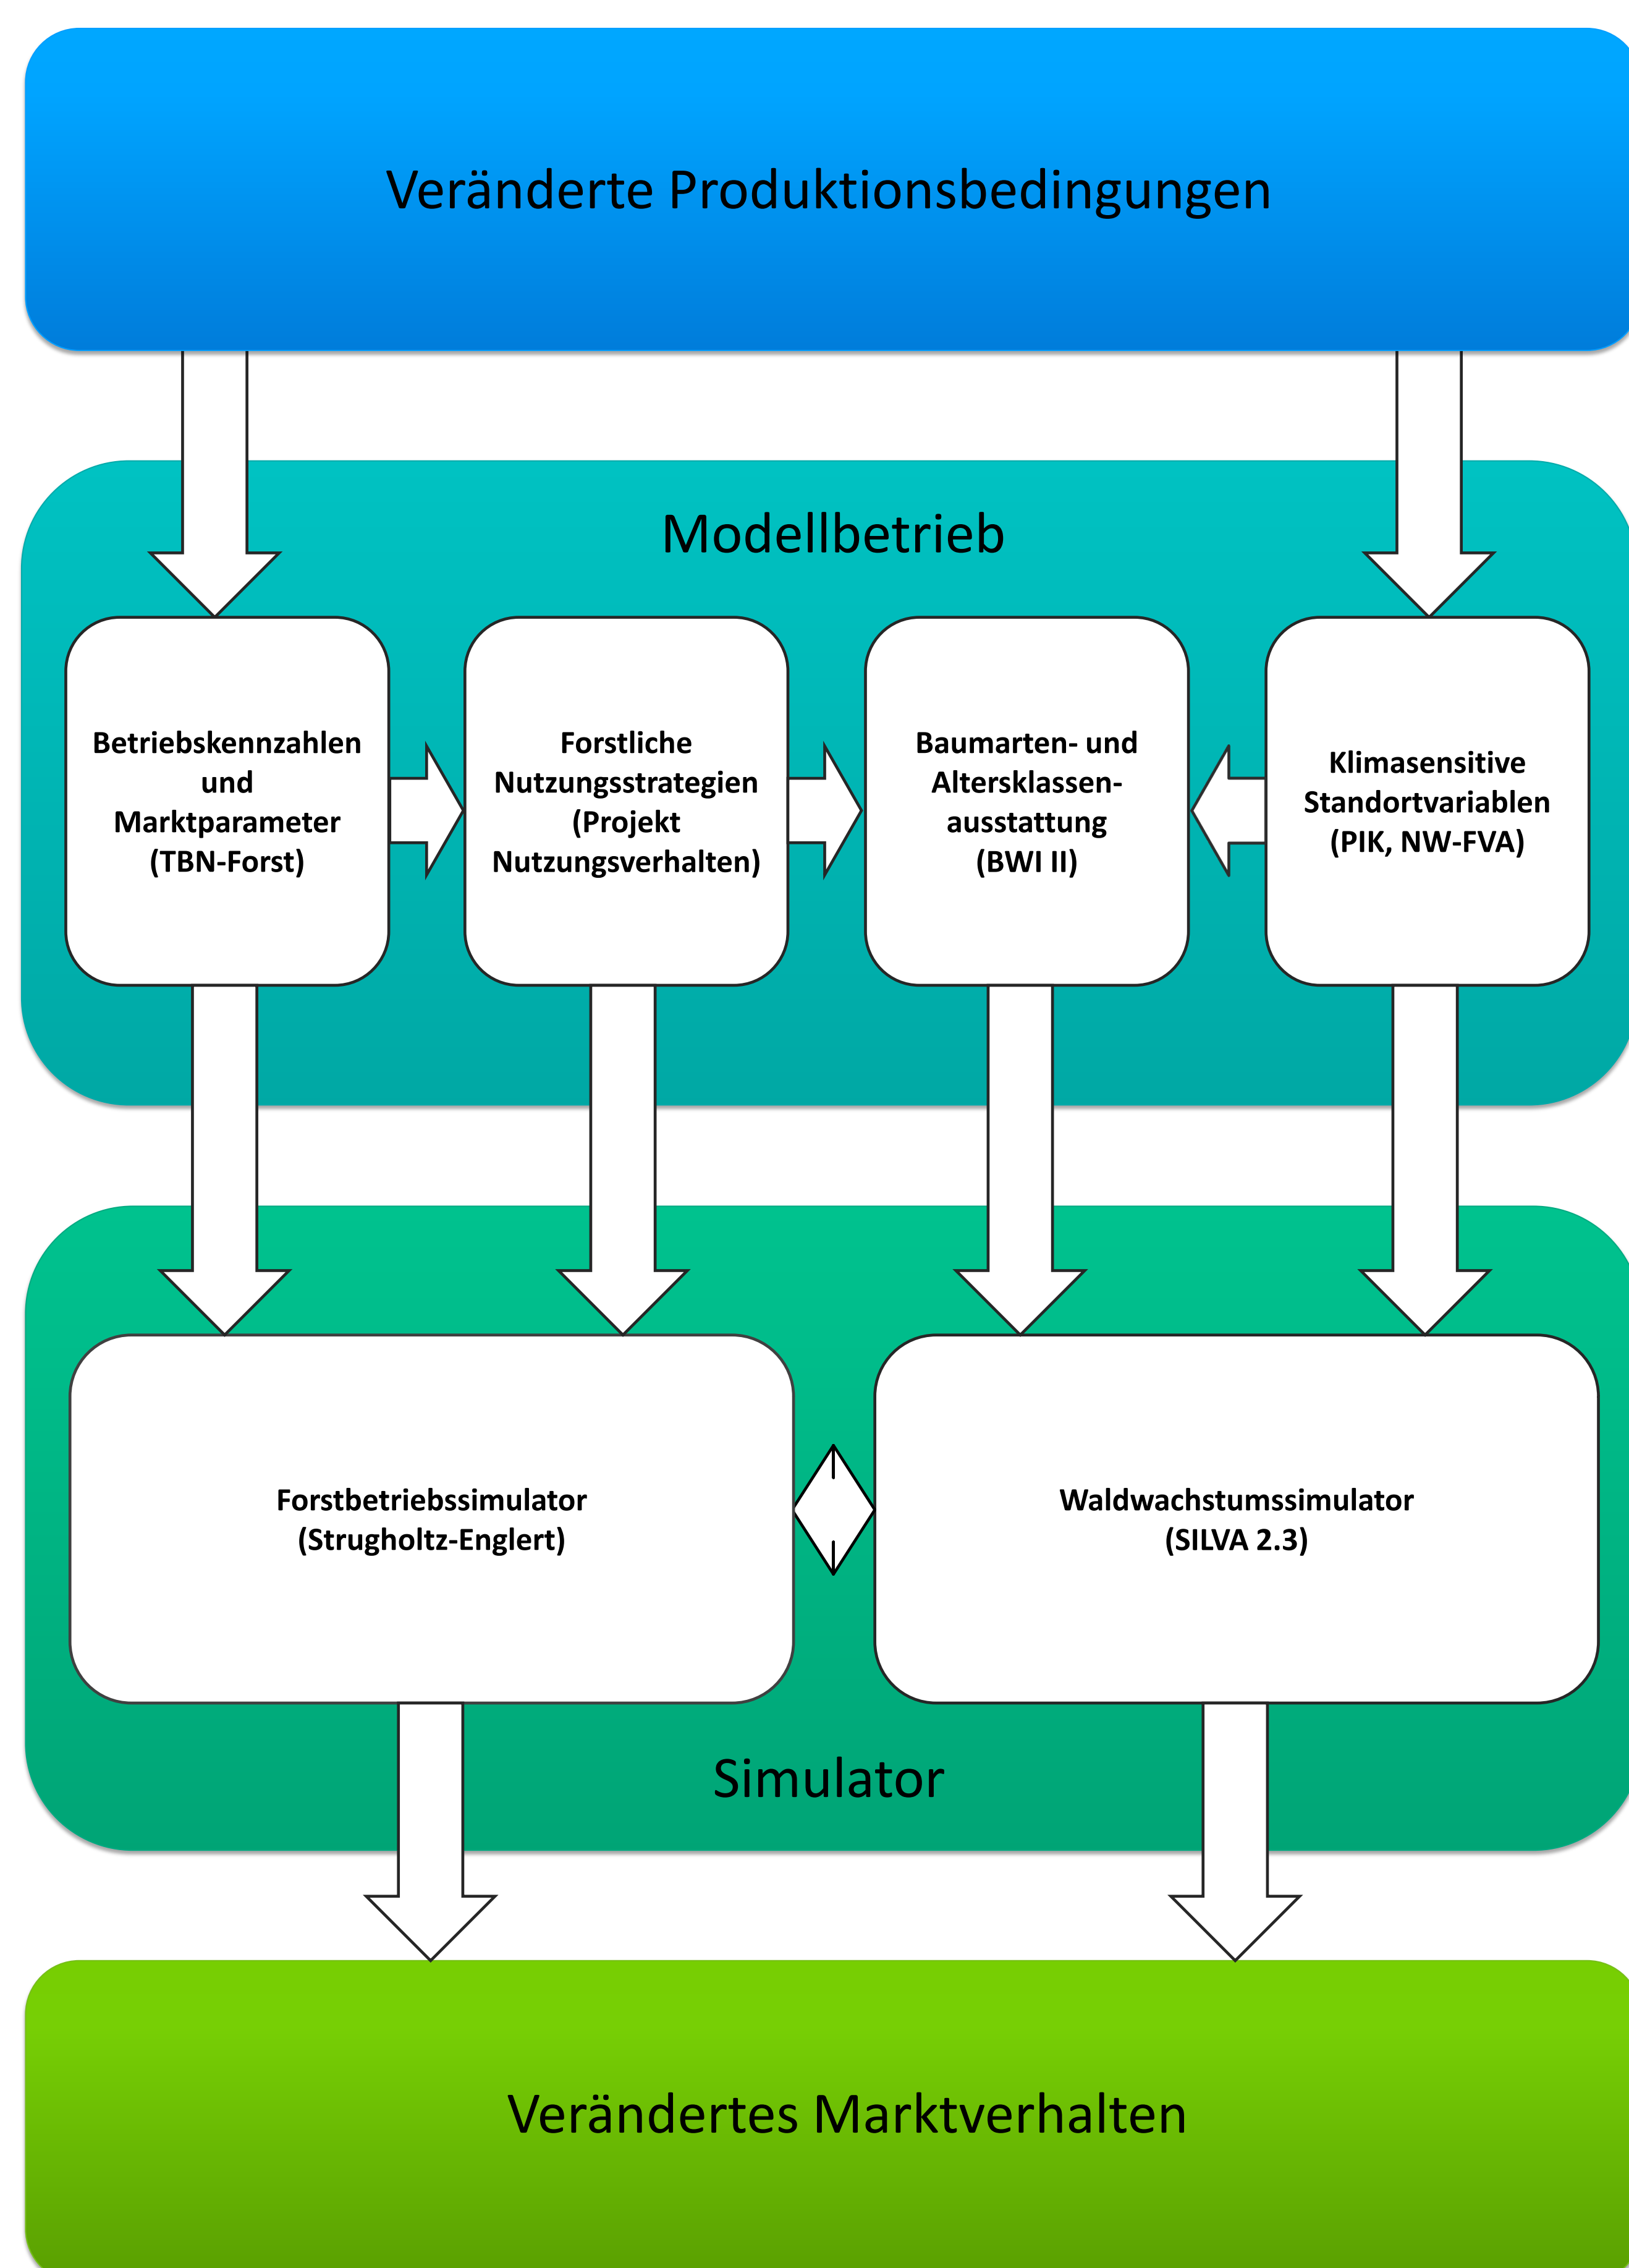 Veränderte Produktionsbedingungen
Modellbetrieb
Betriebskennzahlen
und
Marktparameter
(TBN-Forst)
Forstliche
Nutzungsstrategien
(Projekt
Nutzungsverhalten)
Baumarten- und
Altersklassen-
ausstattung
(BWI II)
Klimasensitive
Standortvariablen
(PIK, NW-FVA)
Forstbetriebssimulator
(Strugholtz-Englert)
Waldwachstumssimulator
(SILVA 2.3)
Simulator
Verändertes Marktverhalten